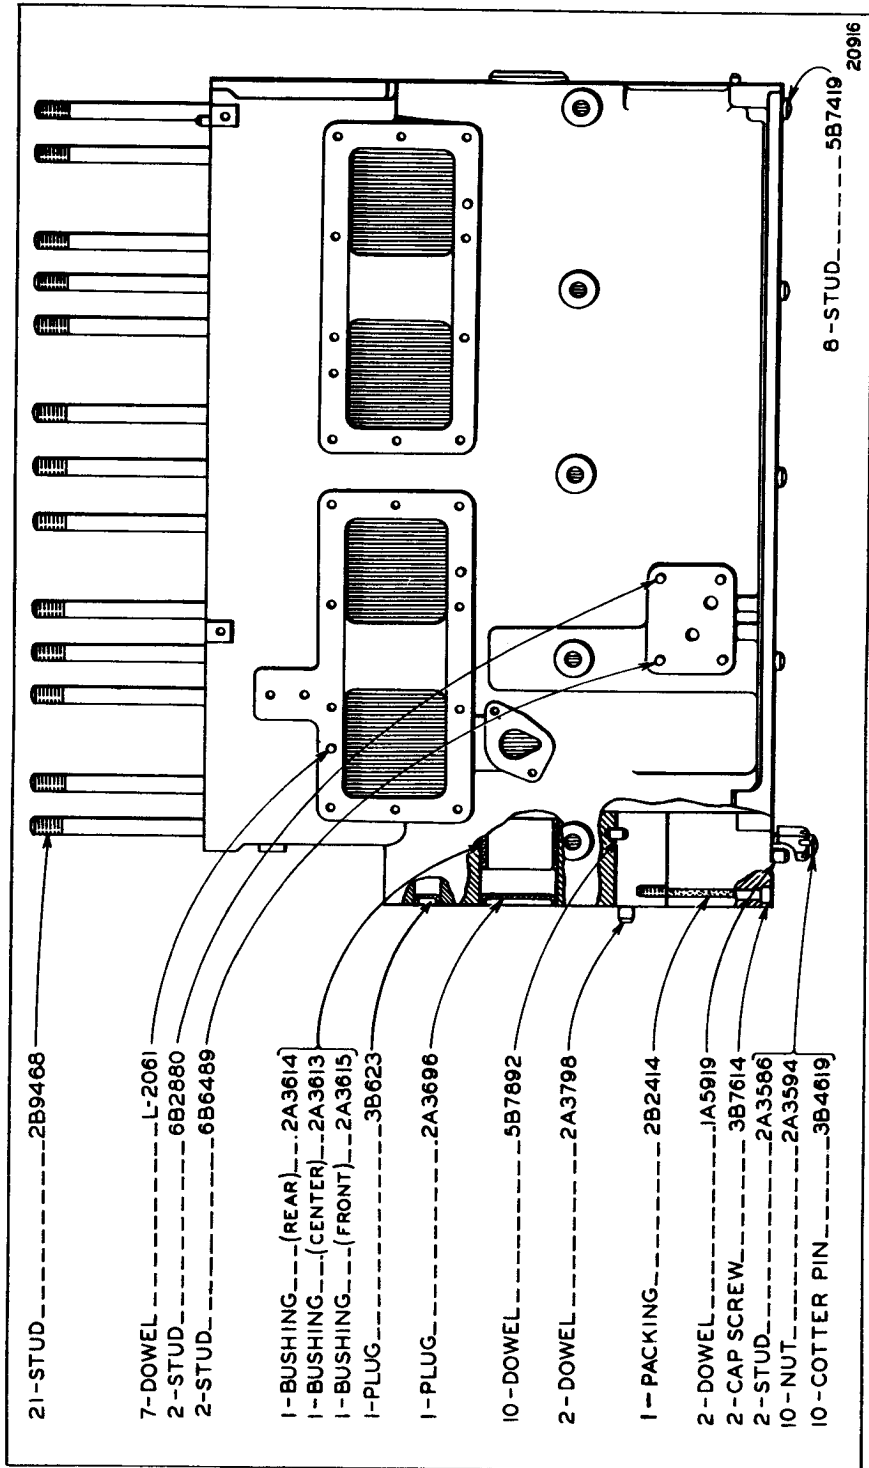 21-STUD 2B9468
7-DOWEL L-2061
2-STUD 6B2880
2-STUD 6B6489
1-BUSHING (REAR) 2A3614
1-BUSHING (CENTER) 2A3613
1-BUSHING (FRONT) 2A3615
1-PLUG 3B623
1-PLUG 2A3696
10-DOWEL 5B7892
2-DOWEL 2A3798
1-PACKING 2B2414
2-DOWEL 1A5919
2-CAP SCREW 3B7614
2-STUD 2A3586
10-NUT 2A3594
10-COTTER PIN 3B4619
8-STUD 5B7419
20916